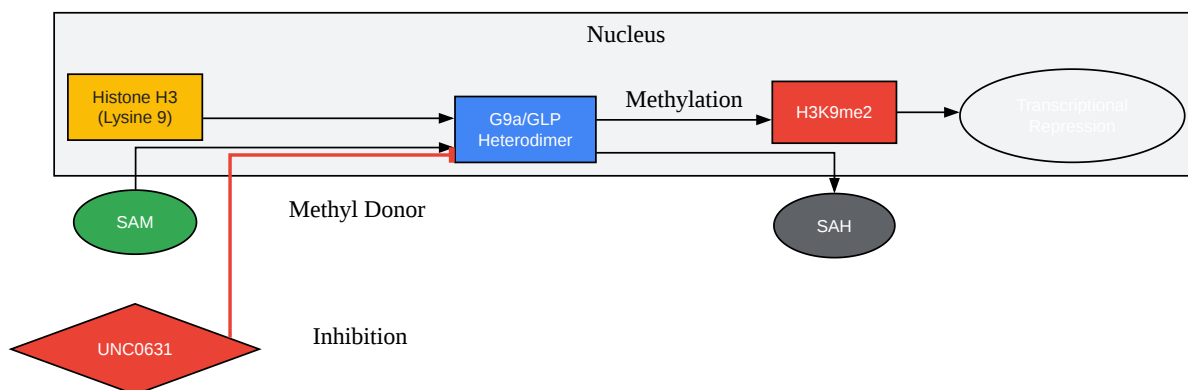 Nucleus
Histone H3
(Lysine 9)
G9a/GLP
Heterodimer
Methylation
H3K9me2
Transcriptional
Repression
SAM
Methyl Donor
SAH
UNC0631
Inhibition